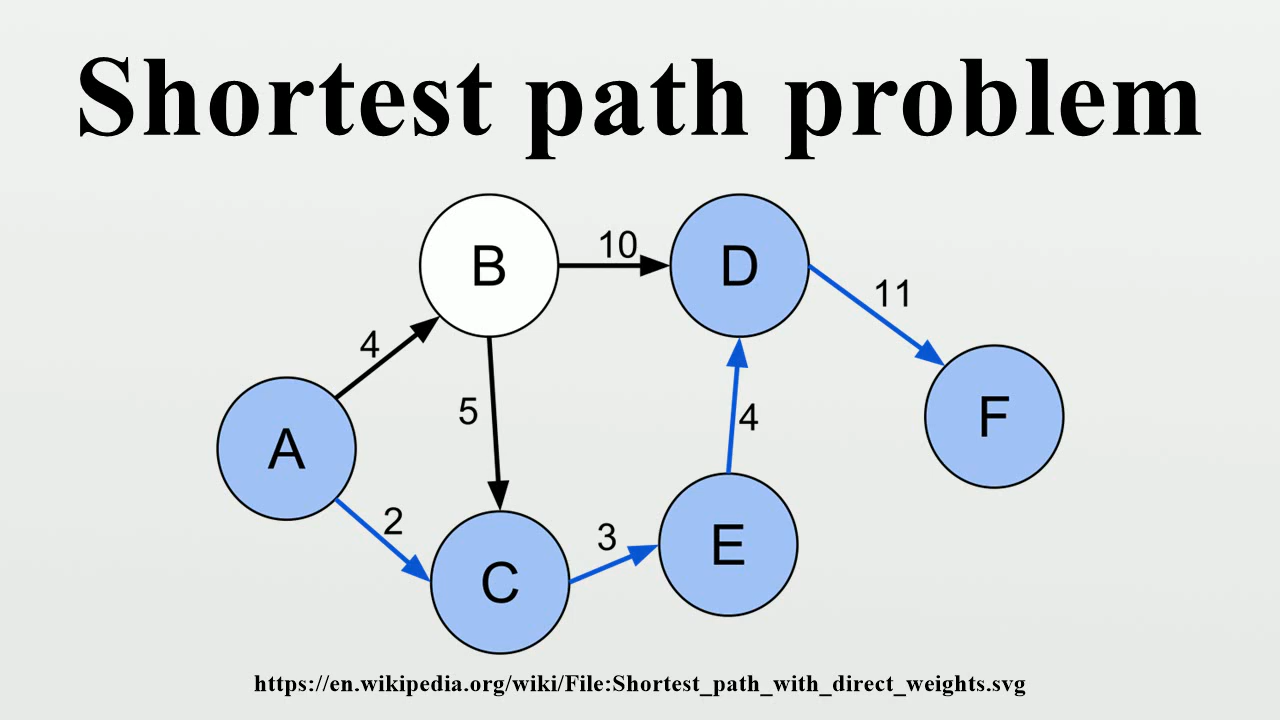 Shortest path problem
B
10
D
11
4
F
5
4
A
2
3
E
C
https://en.wikipedia.org/wiki/File:Shortest_path_with_direct_weights.svg